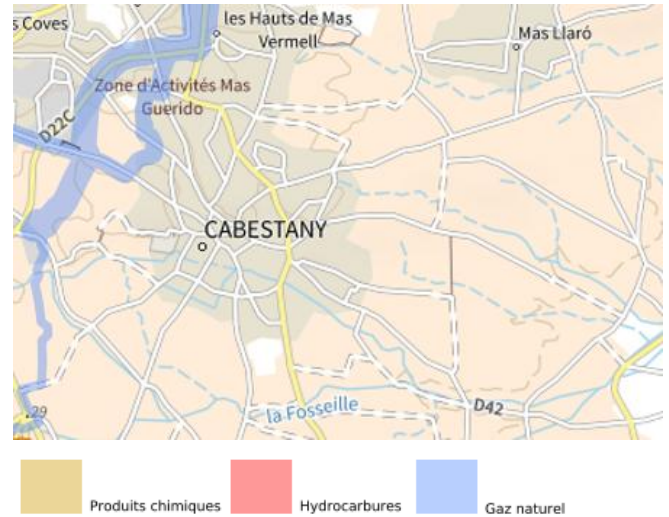 s Coves
les Hauts de Mas
Vermell
Mas Llaró
Zone d'Activités Mas
Guerido
D22C
CABESTANY
29
la Fosseille
D42
Produits chimiques
Hydrocarbures
Gaz naturel